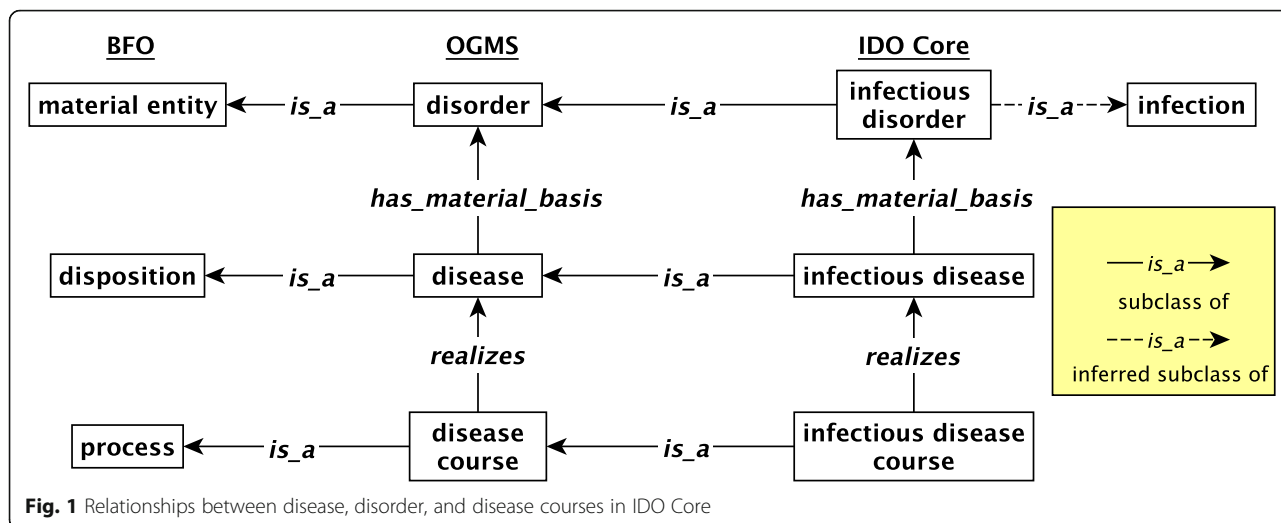 BFO
OGMS
IDO Core
material entity
is_a
disorder
is_a
infectious
disorder
is_a
infection
has_material_basis
has_material_basis
disposition
is_a
disease
is_a
infectious disease
realizes
realizes
process
is_a
disease
course
is_a
infectious disease
course
is_a
subclass of
is_a
inferred subclass of
Fig. 1 Relationships between disease, disorder, and disease courses in IDO Core